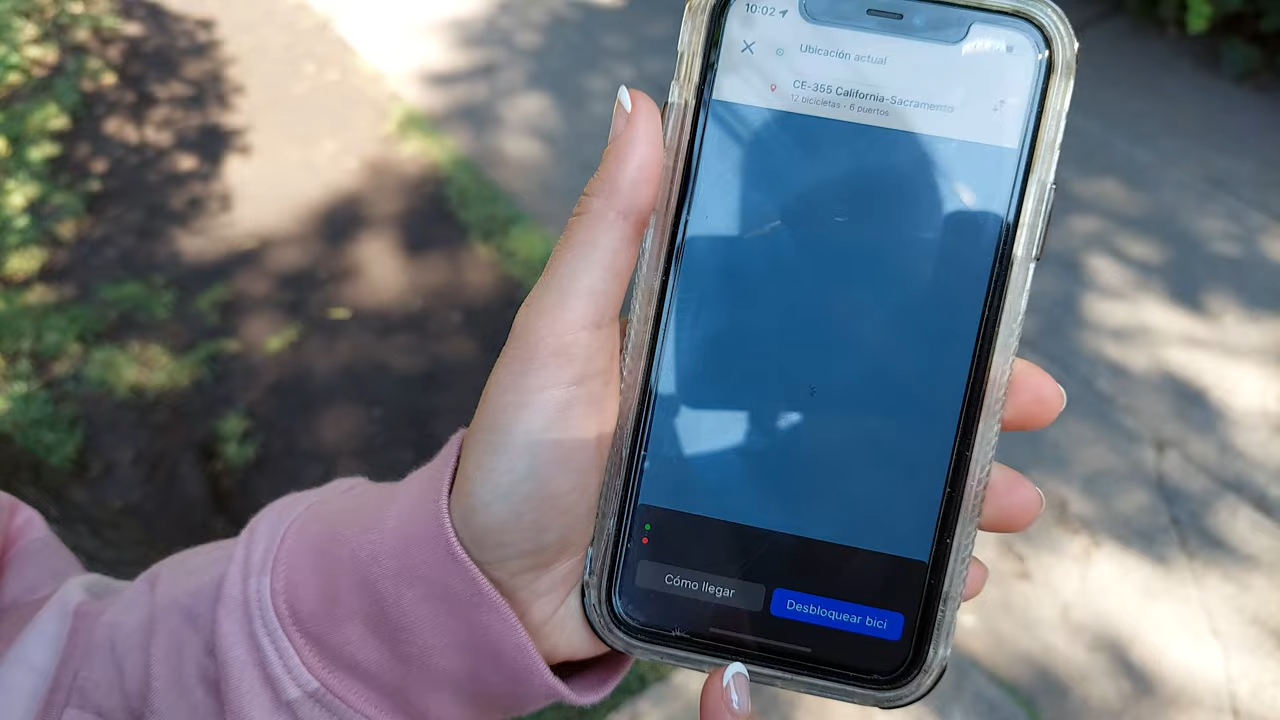 10:02
Ubicación actual
CE-355 California-Sacramento
12 bicicletas - 6 puertos
Cómo llegar
Desbloquear bici